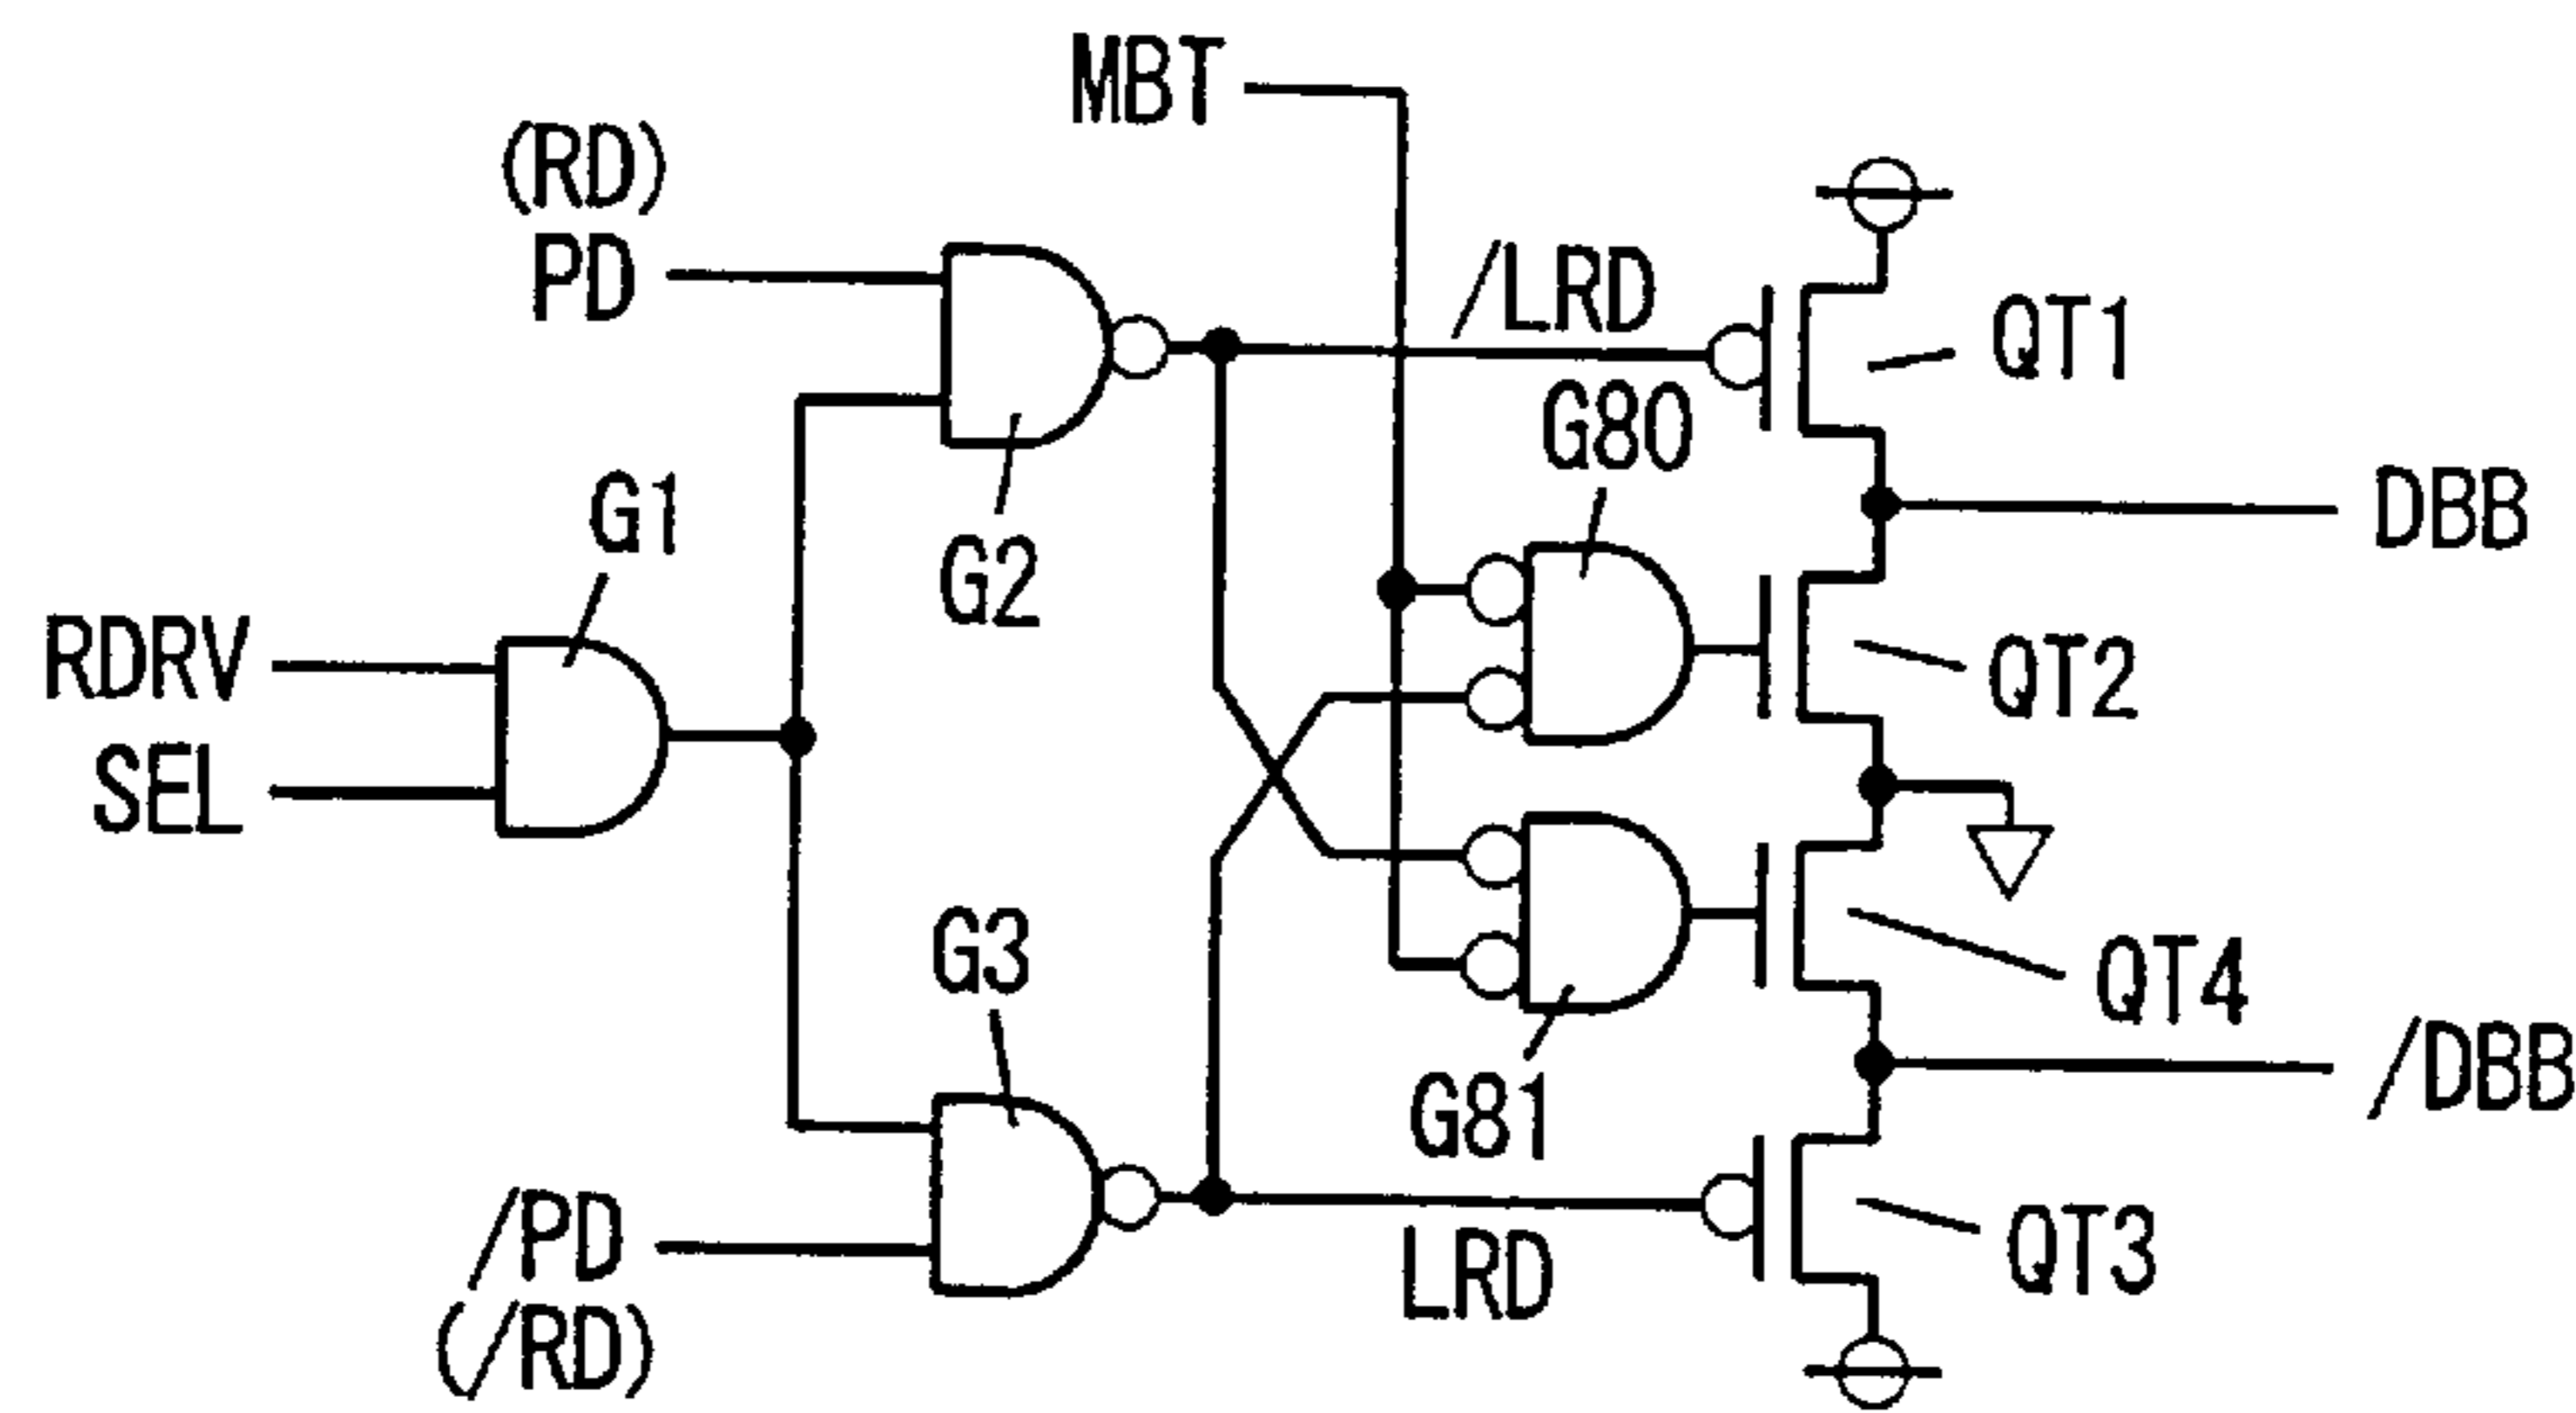 MBT
(RD)
PD
/LRD
QT1
G80
G1
G2
DBB
RDRV
QT2
SEL
G3
QT4
G81
/DBB
/PD
LRD
QT3
(/RD)